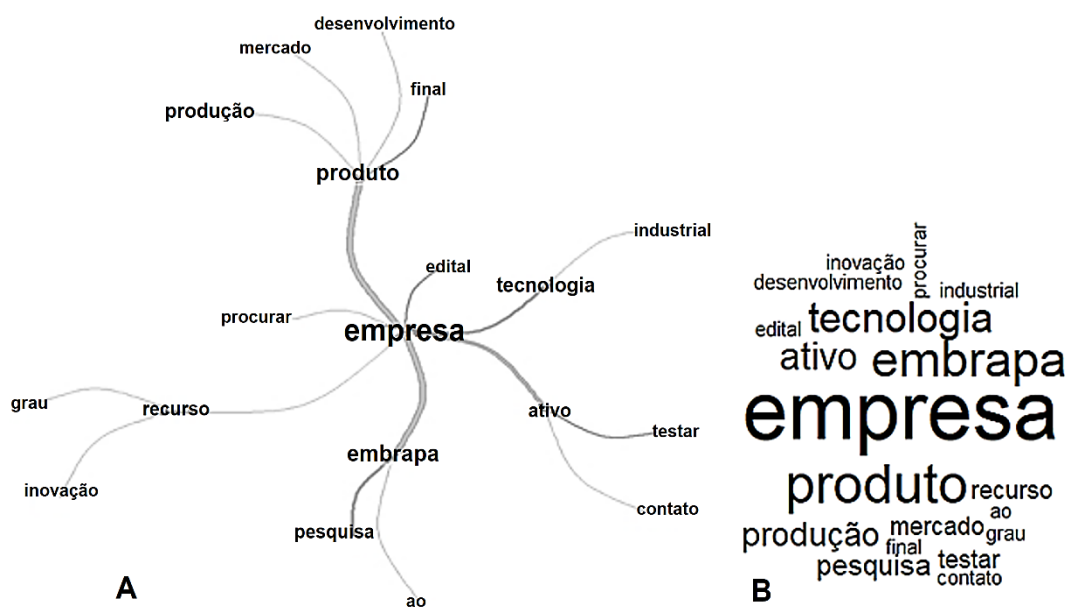 desenvolvimento
mercado
final
produção
produto
industrial
edital
tecnologia
procurar
empresa
grau
recurso
ativo
testar
embrapa
inovação
contato
pesquisa
ao
A
procurar
inovação
desenvolvimento
industrial
edital
tecnologia
ativo
embrapa
empresa
produto
recurso
ao
produção
mercado
grau
final
pesquisa
testar
contato
B